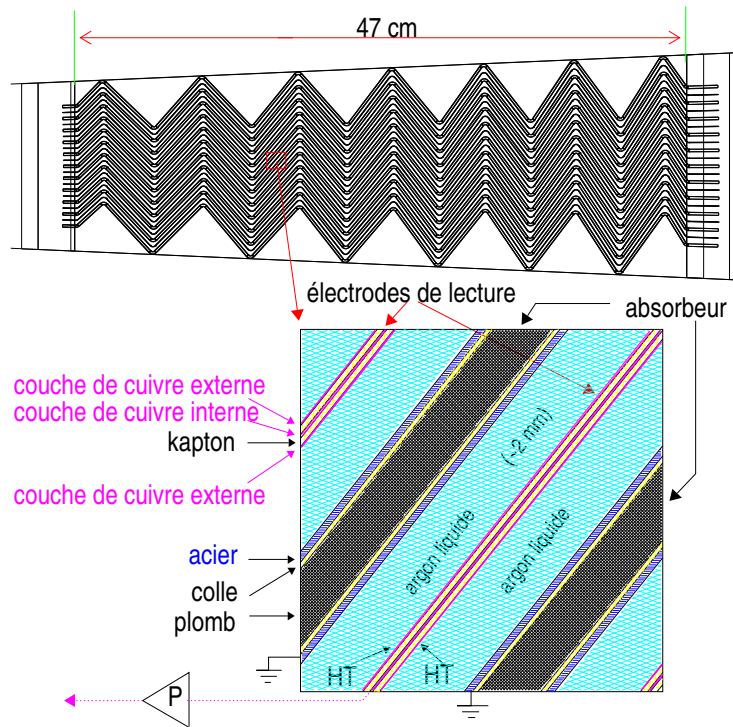 47 cm
électrodes de lecture
absorbeur
couche de cuivre externe
couche de cuivre interne
kapton
couche de cuivre externe
(~2 mm)
argon liquide
argon liquide
acier
colle
plomb
HT
HT
P